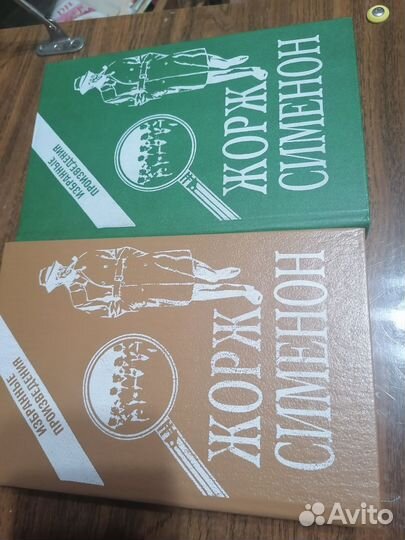 ИЗБРАННЫЕ
ПРОИЗВЕДЕНИЯ
ЖОРЖ
СИМЕНОН
ИЗБРАННЫЕ
ПРОИЗВЕДЕНИЯ
ЖОРЖ
СИМЕНОН
Avito